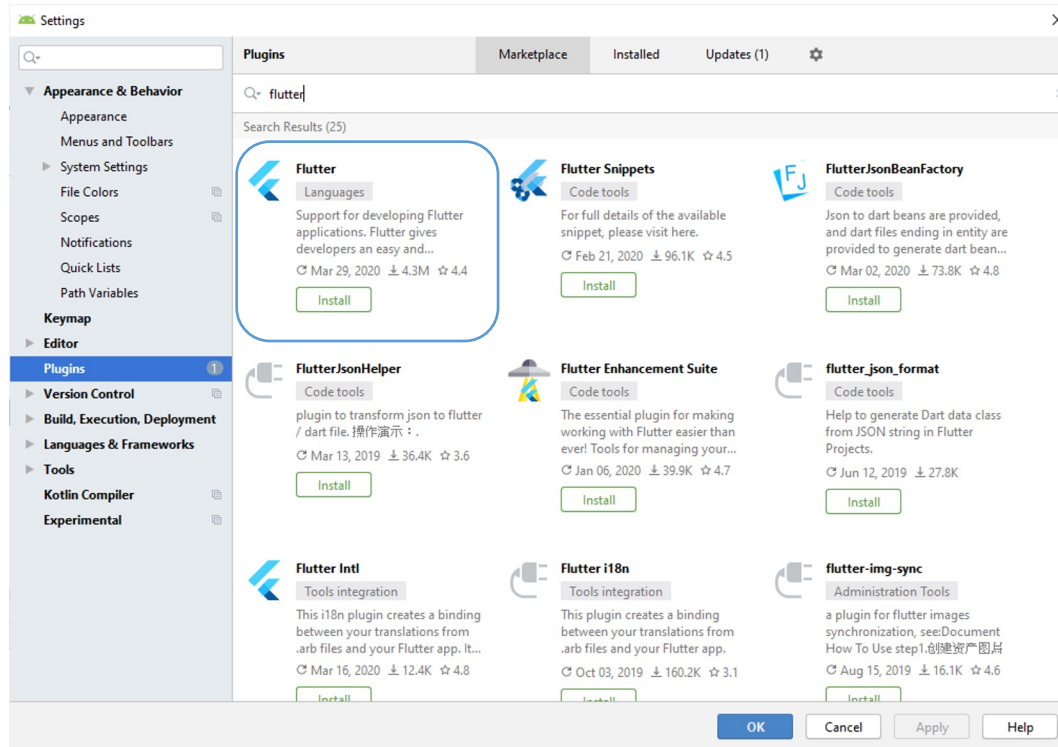 Settings
Plugins
Marketplace
Installed
Updates (1)
flutter
Search Results (25)
Appearance & Behavior
Appearance
Menus and Toolbars
System Settings
File Colors
Scopes
Notifications
Quick Lists
Path Variables
Keymap
Editor
Plugins
1
Version Control
Build, Execution, Deployment
Languages & Frameworks
Tools
Kotlin Compiler
Experimental
Flutter
Languages
Support for developing Flutter
applications. Flutter gives
developers an easy and...
Mar 29, 2020 4.3M 4.4
Install
Flutter Snippets
Code tools
For full details of the available
snippet, please visit here.
Feb 21, 2020 96.1K 4.5
Install
FJ
FlutterJsonBeanFactory
Code tools
Json to dart beans are provided,
and dart files ending in entity are
provided to generate dart bean...
Mar 02, 2020 73.8K 4.8
Install
FlutterJsonHelper
Code tools
plugin to transform json to flutter
/ dart file. 操作演示：.
Mar 13, 2019 36.4K 3.6
Install
Flutter Enhancement Suite
Code tools
The essential plugin for making
working with Flutter easier than
ever! Tools for managing your...
Jan 06, 2020 39.9K 4.7
Install
flutter_json_format
Code tools
Help to generate Dart data class
from JSON string in Flutter
Projects.
Jun 12, 2019 27.8K
Install
Flutter Intl
Tools integration
This i18n plugin creates a binding
between your translations from
.arb files and your Flutter app. It...
Mar 16, 2020 12.4K 4.8
Install
Flutter i18n
Tools integration
This plugin creates a binding
between your translations from
.arb files and your Flutter app.
Oct 03, 2019 160.2K 3.1
Install
flutter-img-sync
Administration Tools
a plugin for flutter images
synchronization, see:Document
How To Use step1.创建资产图片
Aug 15, 2019 16.1K 4.6
Install
OK
Cancel
Apply
Help